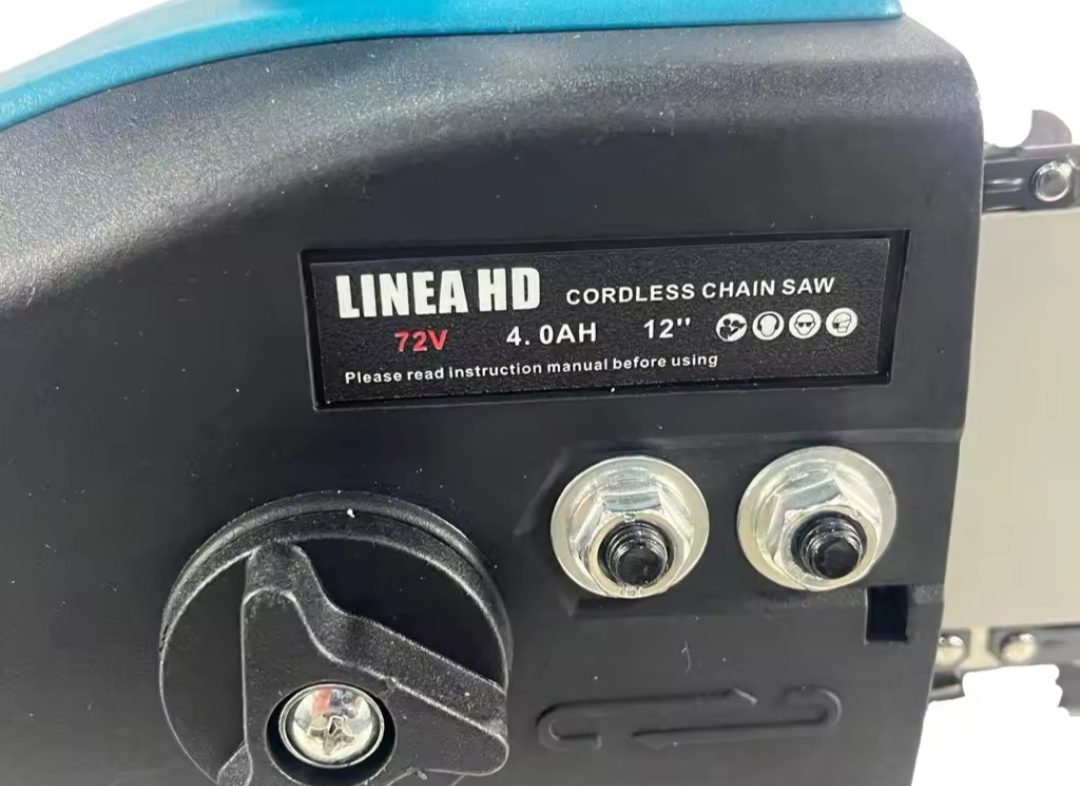 LINEA HD CORDLESS CHAIN SAW
72V 4.0AH 12"
Please read instruction manual before using